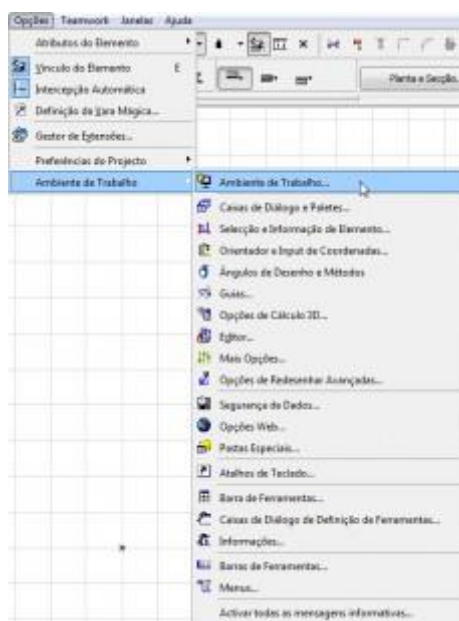 Opções Teamwork Janelas Ajuda
Atributos do Elemento
Vínculo do Elemento E
Intercepção Automática
Definição da Vara Mágica...
Gestor de Extensões...
Preferências do Projecto
Ambiente de Trabalho
Planta e Secção...
Ambiente de Trabalho...
Caixas de Diálogo e Paletes...
Selecção e Informação de Elemento...
Orientador e Input de Coordenadas...
Ângulos de Desenho e Métodos
Guias...
Opções de Cálculo 3D...
Editor...
Mais Opções...
Opções de Redesenhar Avançadas...
Segurança de Dados...
Opções Web...
Pastas Especiais...
Atalhos de Teclado...
Barra de Ferramentas...
Caixas de Diálogo de Definição de Ferramentas...
Informações...
Barras de Ferramentas...
Menus...
Activar todas as mensagens informativas...